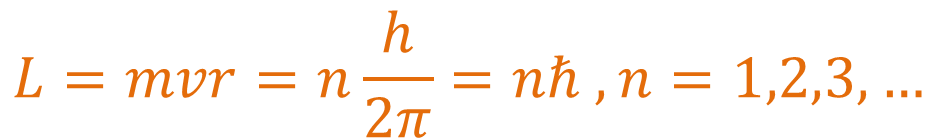 L = mvr = n h/2π = nħ , n = 1,2,3, …